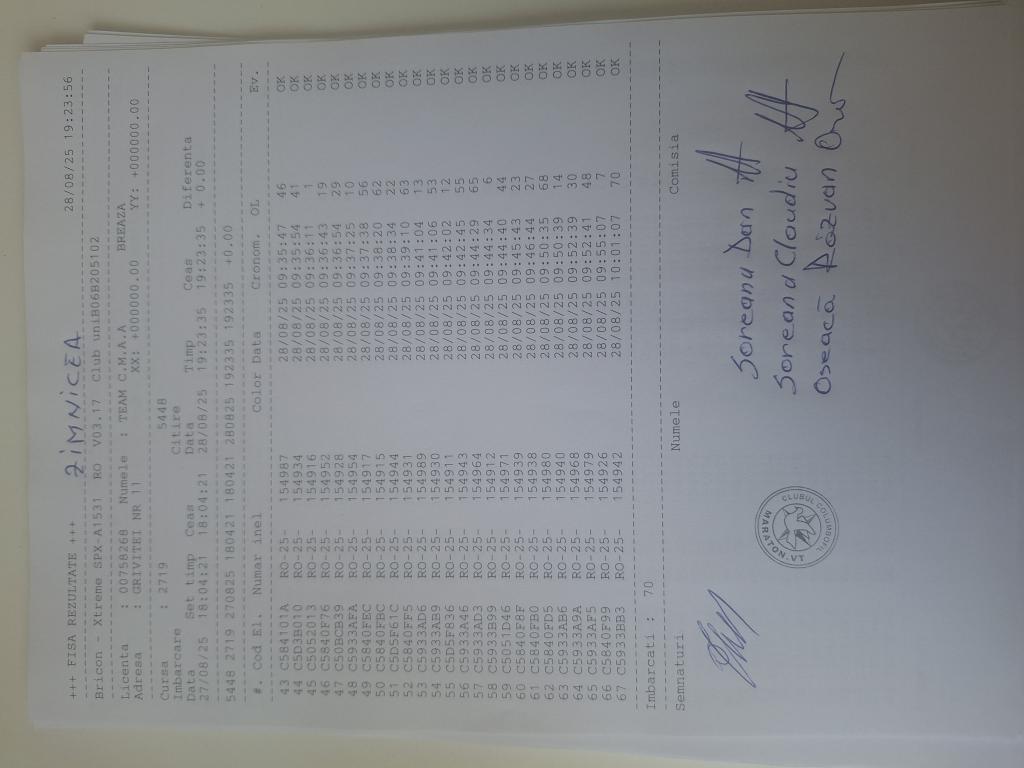 +++ FISA REZULTATE +++ ZIMNICEA 28/08/25 19:23:56
Bricon - Xtreme SPX-A1531 RO V03.17 Club uniB06B205102
Licenta : 00758268 Numele : TEAM C.M.A.A BREAZA
Adresa : GRIVITEI NR 11 XX: +000000.00 YY: +000000.00
Cursa : 2719 5448
Imbarcare Citire
Data Set timp Ceas Data Timp Ceas Diferenta
27/08/25 18:04:21 18:04:21 28/08/25 19:23:35 19:23:35 + 0.00
5448 2719 270825 180421 180421 280825 192335 192335 +0.00
#. Cod El. Numar inel Color Data Cronom. OL Ev.
43 C584101A RO-25- 154987 28/08/25 09:35:47 46 OK
44 C5D3B010 RO-25- 154934 28/08/25 09:35:54 41 OK
45 C5052013 RO-25- 154916 28/08/25 09:36:11 1 OK
46 C5840F76 RO-25- 154952 28/08/25 09:36:43 19 OK
47 C50BCB39 RO-25- 154928 28/08/25 09:36:54 29 OK
48 C5933AFA RO-25- 154954 28/08/25 09:37:25 10 OK
49 C5840FEC RO-25- 154917 28/08/25 09:37:38 56 OK
50 C5840FBC RO-25- 154915 28/08/25 09:38:20 62 OK
51 C5D5F61C RO-25- 154944 28/08/25 09:38:34 22 OK
52 C5840FF5 RO-25- 154931 28/08/25 09:39:10 63 OK
53 C5933AD6 RO-25- 154989 28/08/25 09:41:04 13 OK
54 C5933AB9 RO-25- 154930 28/08/25 09:41:06 53 OK
55 C5D5F836 RO-25- 154911 28/08/25 09:42:02 12 OK
56 C5933A46 RO-25- 154943 28/08/25 09:42:45 55 OK
57 C5933AD3 RO-25- 154964 28/08/25 09:44:29 65 OK
58 C5933B99 RO-25- 154912 28/08/25 09:44:34 6 OK
59 C5051D46 RO-25- 154971 28/08/25 09:44:40 44 OK
60 C5840F8F RO-25- 154939 28/08/25 09:45:43 23 OK
61 C5840FB0 RO-25- 154938 28/08/25 09:46:44 27 OK
62 C5840FD5 RO-25- 154980 28/08/25 09:50:35 68 OK
63 C5933AB6 RO-25- 154940 28/08/25 09:50:39 14 OK
64 C5933A9A RO-25- 154968 28/08/25 09:52:39 30 OK
65 C5933AF5 RO-25- 154979 28/08/25 09:52:41 48 OK
66 C5840F99 RO-25- 154926 28/08/25 09:55:07 7 OK
67 C5933BB3 RO-25- 154942 28/08/25 10:01:07 70 OK
Imbarcati : 70
Semnaturi Numele Comisia
Soreanu Dan
Soreanu Claudiu
Oseacă Răzvan
CLUBUL COLUMBOFIL
MARATON.VT